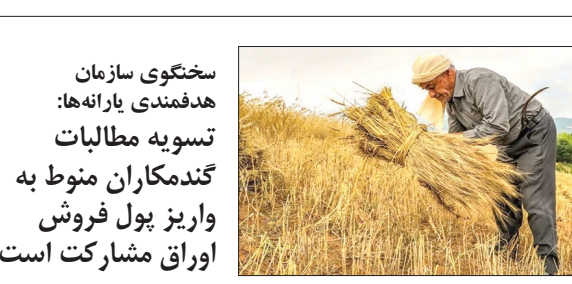 سخنگوی سازمان
هدفمندی یارانه‌ها:
تسویه مطالبات
گندمکاران منوط به
واریز پول فروش
اوراق مشارکت است